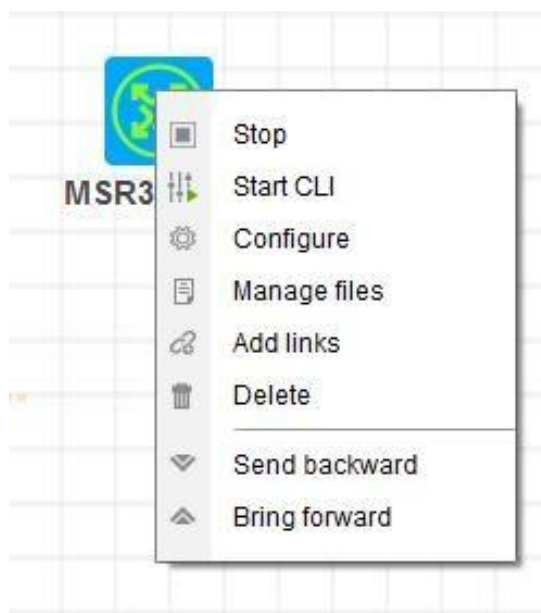 MSR3
Stop
Start CLI
Configure
Manage files
Add links
Delete
Send backward
Bring forward